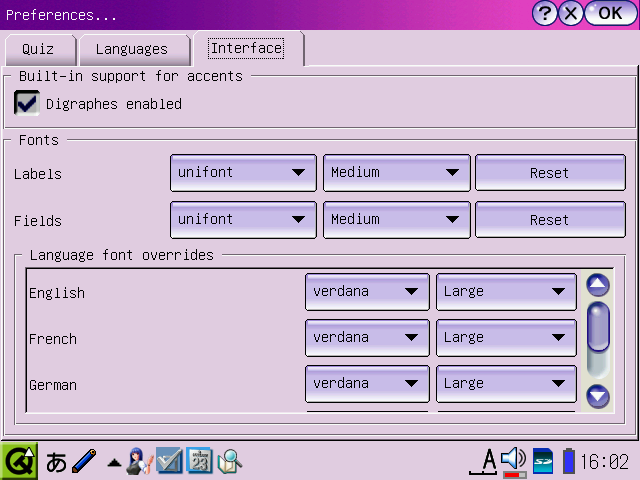 Preferences... ? X OK
Quiz Languages Interface
Built-in support for accents
Digraphes enabled
Fonts
Labels unifont Medium Reset
Fields unifont Medium Reset
Language font overrides
English verdana Large
French verdana Large
German verdana Large
あ 23 A SD 16:02